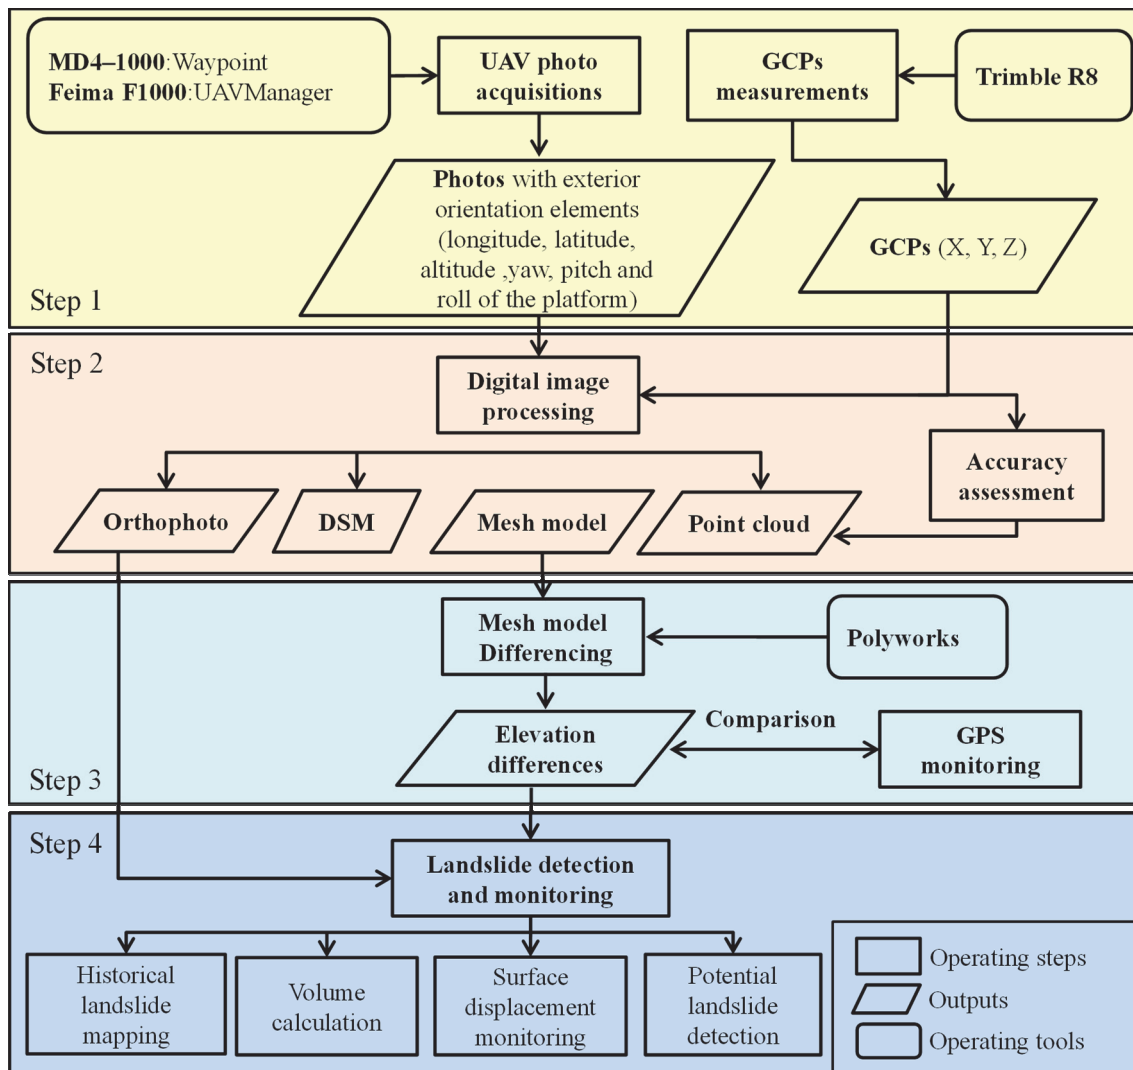 MD4–1000:Waypoint
Feima F1000:UAVManager
UAV photo
acquisitions
GCPs
measurements
Trimble R8
Photos with exterior
orientation elements
(longitude, latitude,
altitude ,yaw, pitch and
roll of the platform)
GCPs (X, Y, Z)
Step 1
Step 2
Digital image
processing
Accuracy
assessment
Orthophoto
DSM
Mesh model
Point cloud
Mesh model
Differencing
Polyworks
Elevation
differences
Comparison
GPS
monitoring
Step 3
Step 4
Landslide detection
and monitoring
Historical
landslide
mapping
Volume
calculation
Surface
displacement
monitoring
Potential
landslide
detection
Operating steps
Outputs
Operating tools